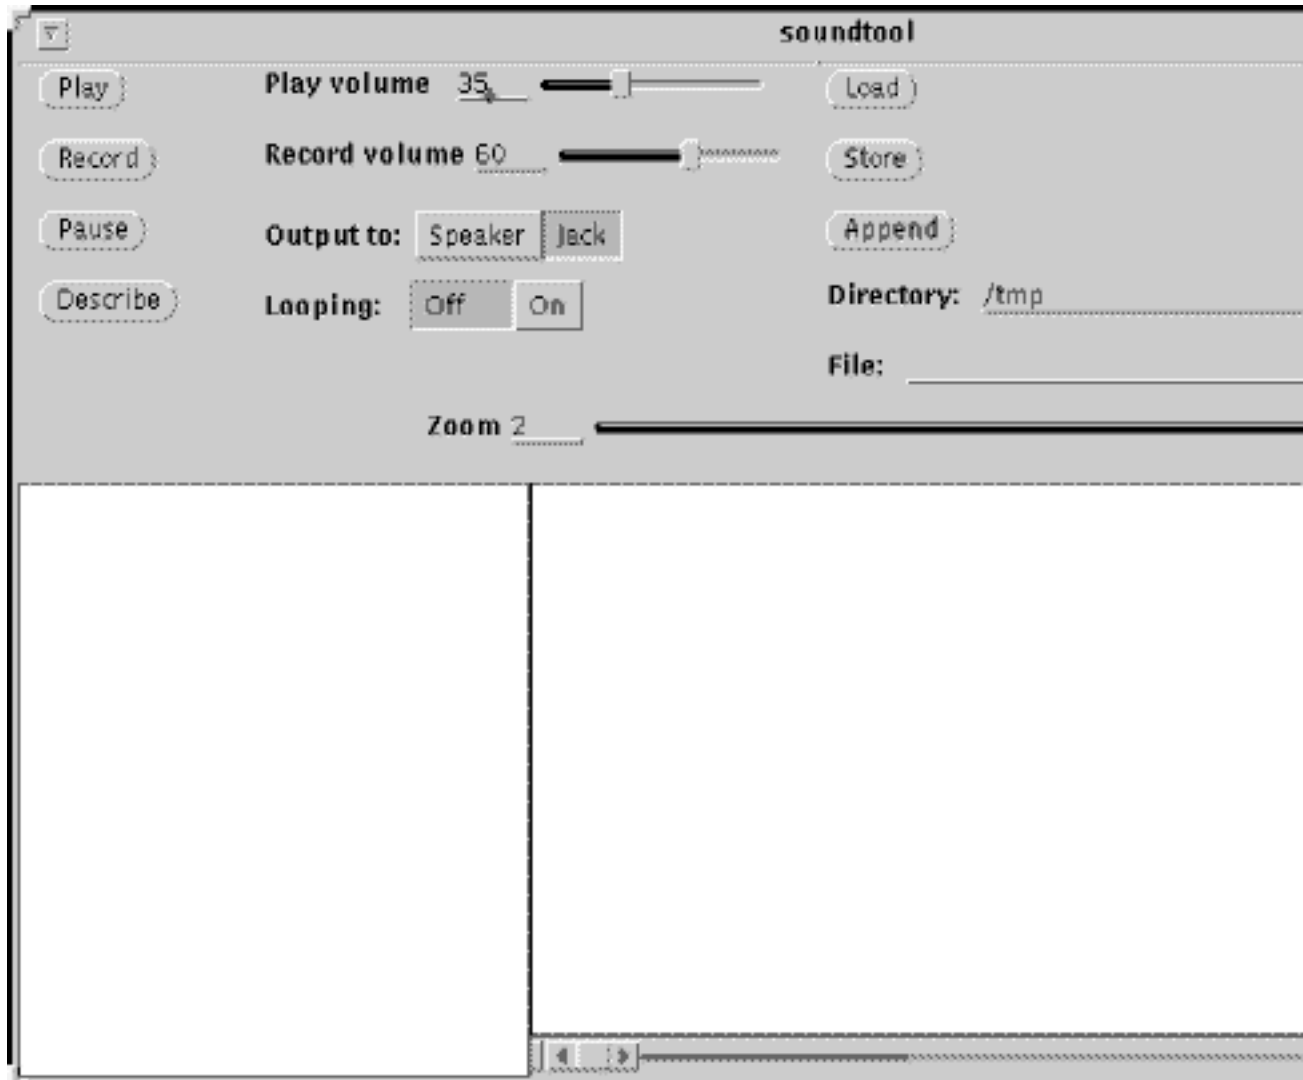 soundtool
Play Play volume 35 Load
Record Record volume 60 Store
Pause Output to: Speaker Jack Append
Describe Looping: Off On Directory: /tmp
File:
Zoom 2